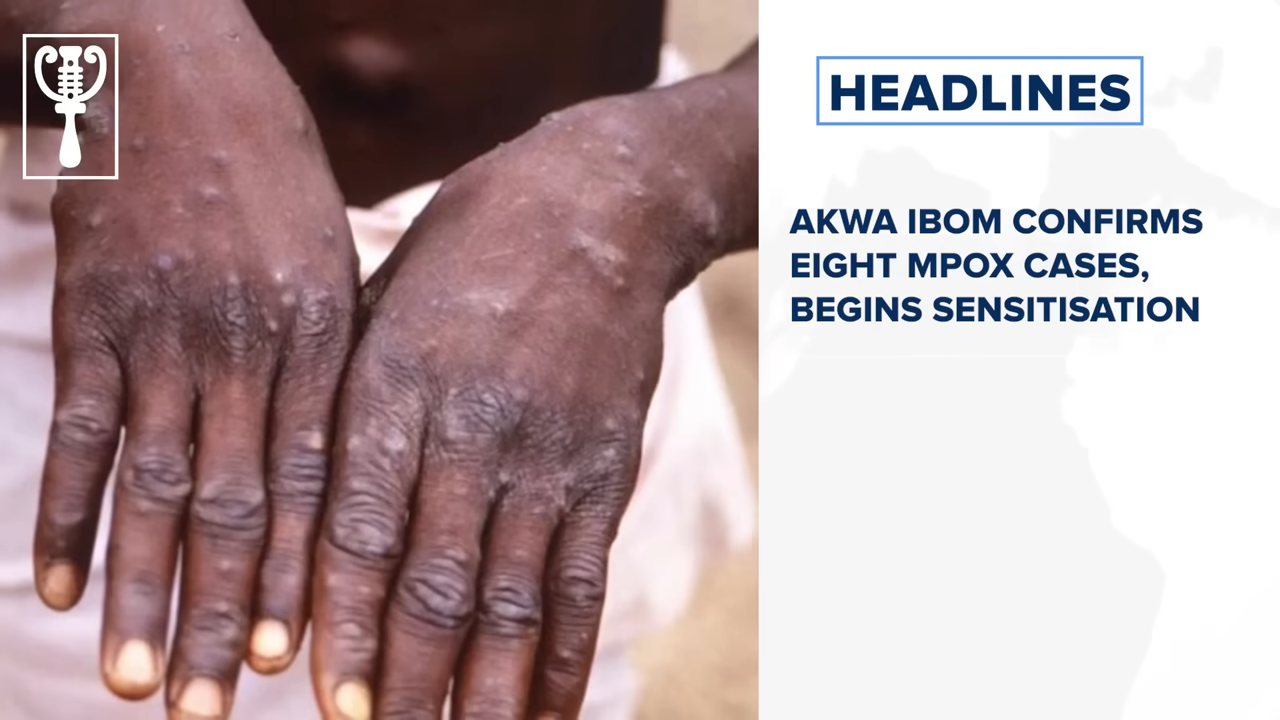 HEADLINES
AKWA IBOM CONFIRMS
EIGHT MPOX CASES,
BEGINS SENSITISATION